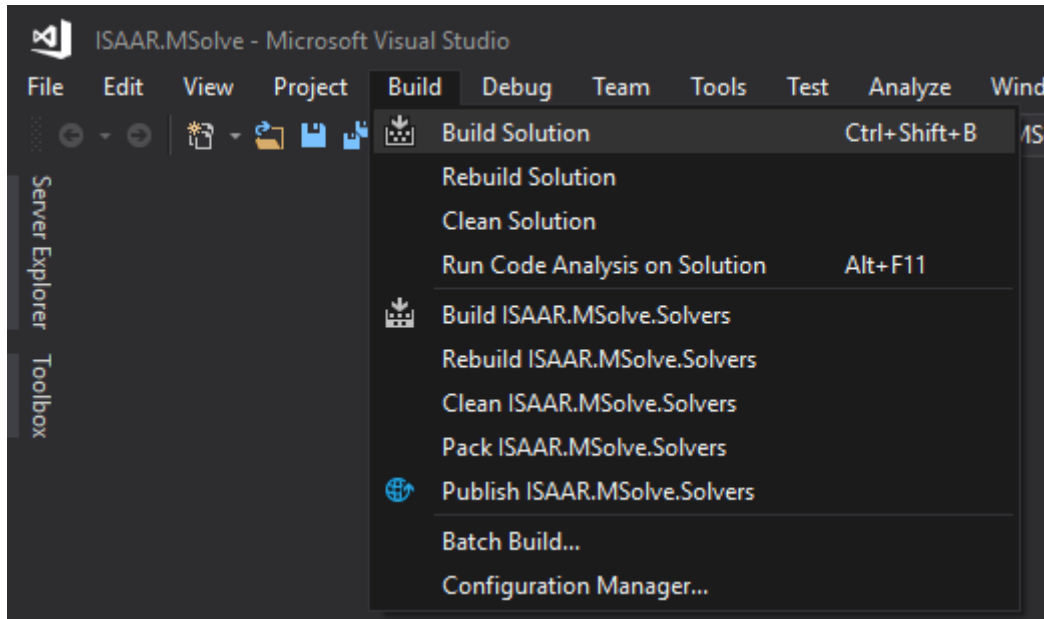 ISAAR.MSolve - Microsoft Visual Studio
File Edit View Project Build Debug Team Tools Test Analyze Wind
Build Solution Ctrl+Shift+B
MS
Rebuild Solution
Clean Solution
Run Code Analysis on Solution Alt+F11
Build ISAAR.MSolve.Solvers
Rebuild ISAAR.MSolve.Solvers
Clean ISAAR.MSolve.Solvers
Pack ISAAR.MSolve.Solvers
Publish ISAAR.MSolve.Solvers
Batch Build...
Configuration Manager...
Server Explorer
Toolbox